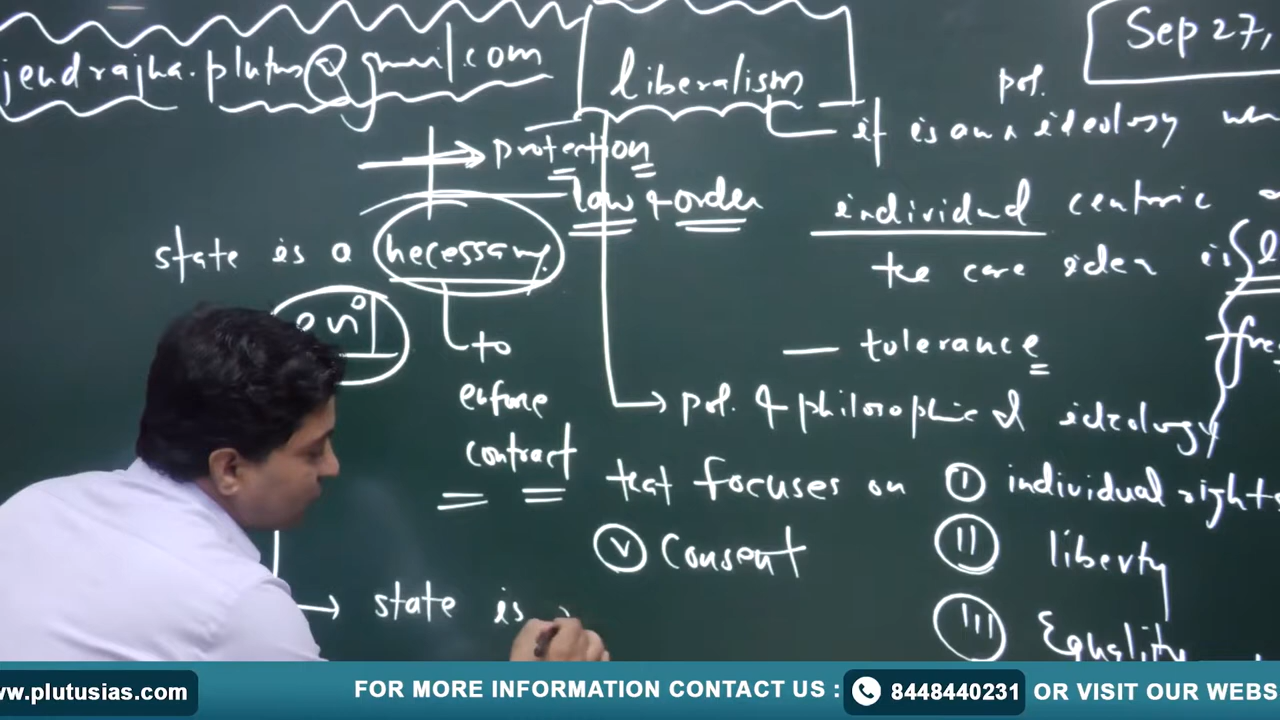 jendrajha.plutus@gmail.com
liberalism
Sep 27,
pol.
it is an ^ ideology
→ protection
law & order
individual centric
state is a necessary
the core idea is
— tolerance
to
enforce
contract
→ pol. & philosophical ideology
that focuses on (i) individual rights
(v) Consent
(ii) liberty
→ state is
(iii) Equality
ww.plutusias.com
FOR MORE INFORMATION CONTACT US : 8448440231 OR VISIT OUR WEBS